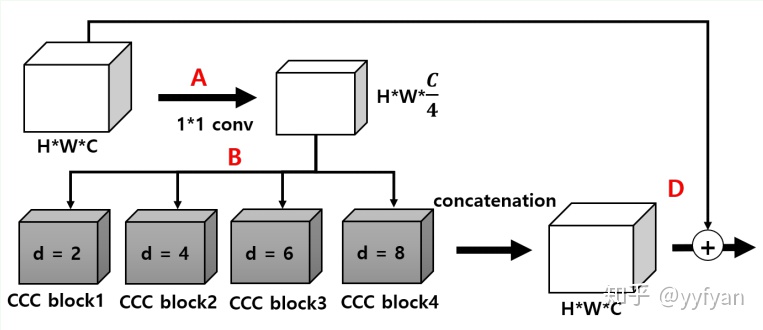 A
1*1 conv
H*W*C
H*W*C/4
B
d = 2
d = 4
d = 6
d = 8
CCC block1
CCC block2
CCC block3
CCC block4
concatenation
D
+
H*W*C
知乎 @yyfyan